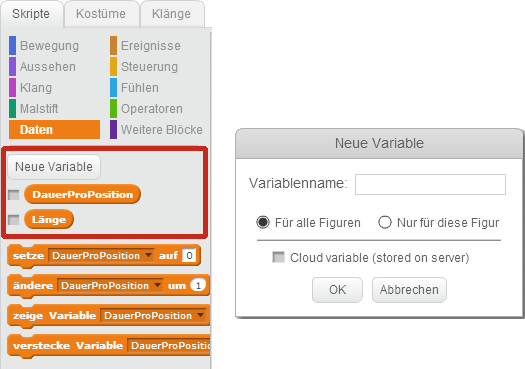 Skripte Kostüme Klänge
Bewegung Ereignisse
Aussehen Steuerung
Klang Fühlen
Malstift Operatoren
Daten Weitere Blöcke
Neue Variable
DauerProPosition
Länge
setze DauerProPosition auf 0
ändere DauerProPosition um 1
zeige Variable DauerProPosition
verstecke Variable DauerProPosi
Neue Variable
Variablenname:
Für alle Figuren Nur für diese Figur
Cloud variable (stored on server)
OK Abbrechen